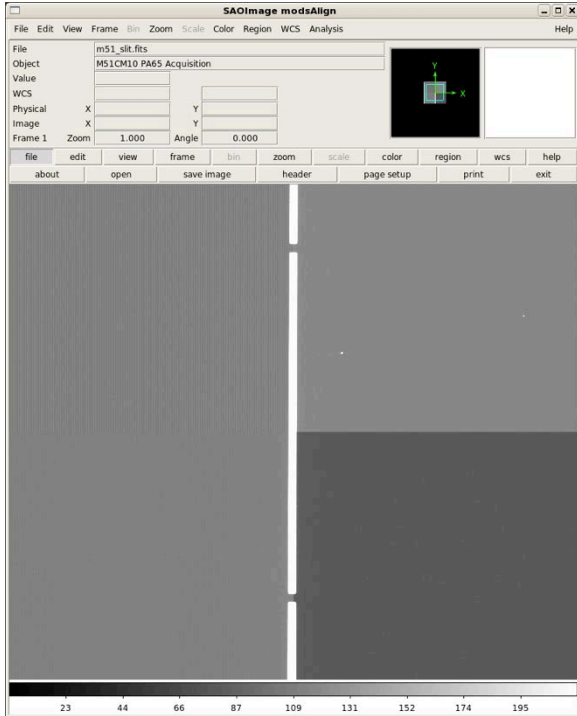 SAOImage modsAlign
File Edit View Frame Bin Zoom Scale Color Region WCS Analysis Help
File m51_slit.fits
Object M51CM10 PA65 Acquisition
Value
WCS
Physical X Y
Image X Y
Frame 1 Zoom 1.000 Angle 0.000
Y
X
file edit view frame bin zoom scale color region wcs help
about open save image header page setup print exit
23 44 66 87 109 131 152 174 195